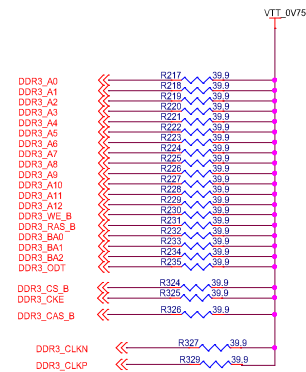 VTT_0V75
DDR3_A0 R217 39.9
DDR3_A1 R218 39.9
DDR3_A2 R219 39.9
DDR3_A3 R220 39.9
DDR3_A4 R221 39.9
DDR3_A5 R222 39.9
DDR3_A6 R223 39.9
DDR3_A7 R224 39.9
DDR3_A8 R225 39.9
DDR3_A9 R226 39.9
DDR3_A10 R227 39.9
DDR3_A11 R228 39.9
DDR3_A12 R229 39.9
DDR3_WE_B R230 39.9
DDR3_RAS_B R231 39.9
DDR3_BA0 R232 39.9
DDR3_BA1 R233 39.9
DDR3_BA2 R234 39.9
DDR3_ODT R235 39.9
DDR3_CS_B R324 39.9
DDR3_CKE R325 39.9
DDR3_CAS_B R326 39.9
DDR3_CLKN R327 39.9
DDR3_CLKP R329 39.9